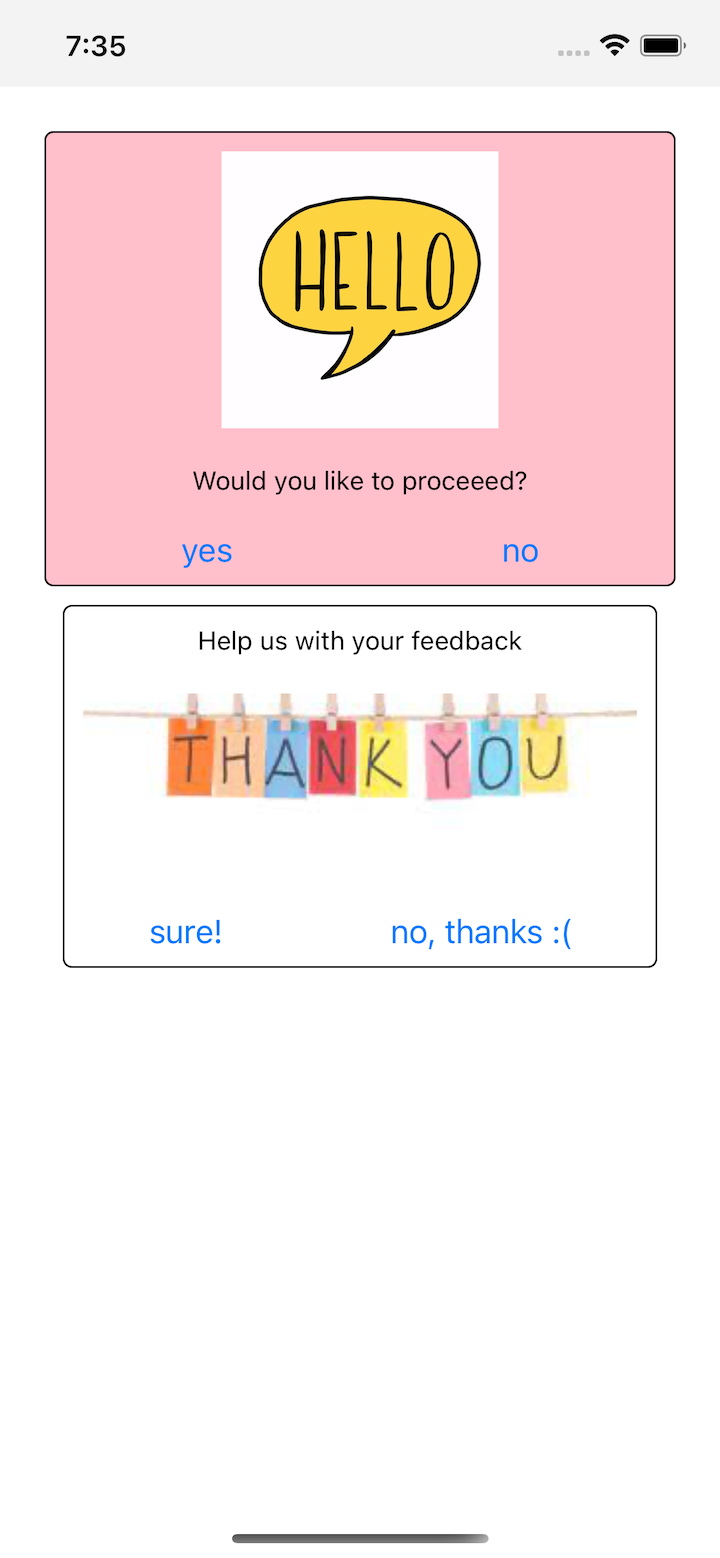 7:35
HELLO
Would you like to proceeed?
yes no
Help us with your feedback
THANK YOU
sure! no, thanks :(